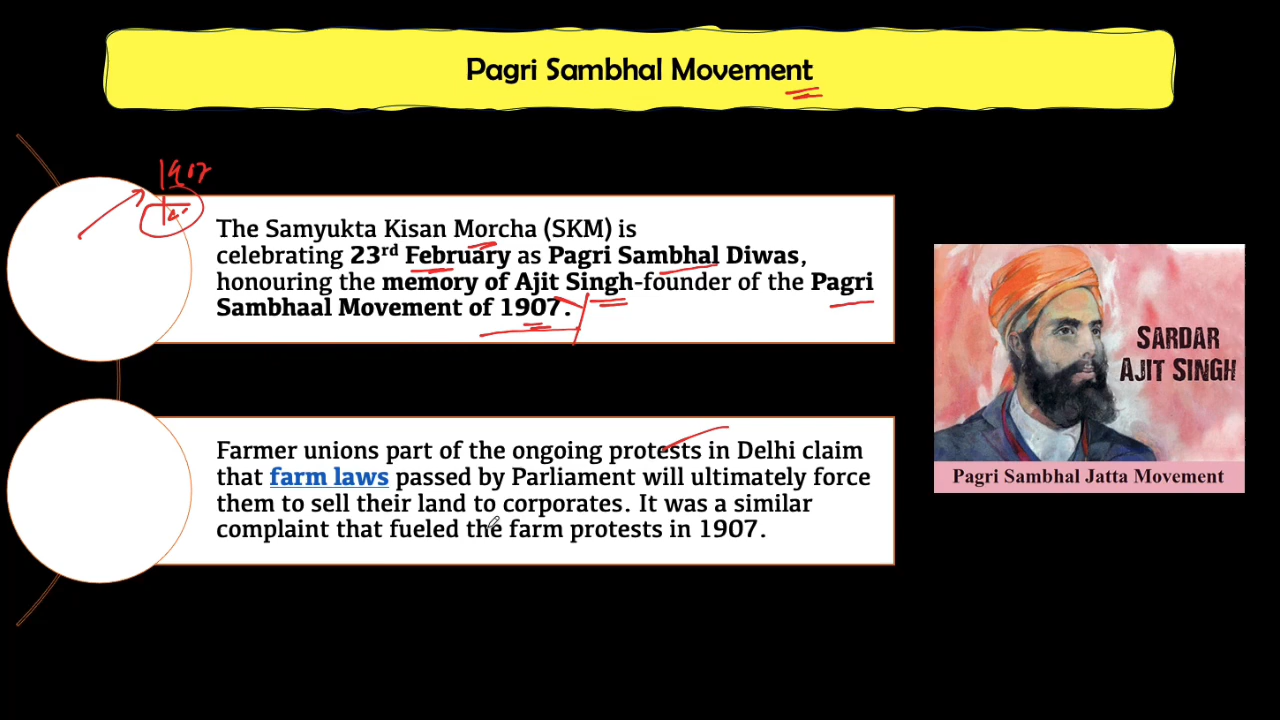 Pagri Sambhal Movement
1907
The Samyukta Kisan Morcha (SKM) is
celebrating 23rd February as Pagri Sambhal Diwas,
honouring the memory of Ajit Singh-founder of the Pagri
Sambhaal Movement of 1907.
SARDAR
AJIT SINGH
Pagri Sambhal Jatta Movement
Farmer unions part of the ongoing protests in Delhi claim
that farm laws passed by Parliament will ultimately force
them to sell their land to corporates. It was a similar
complaint that fueled the farm protests in 1907.